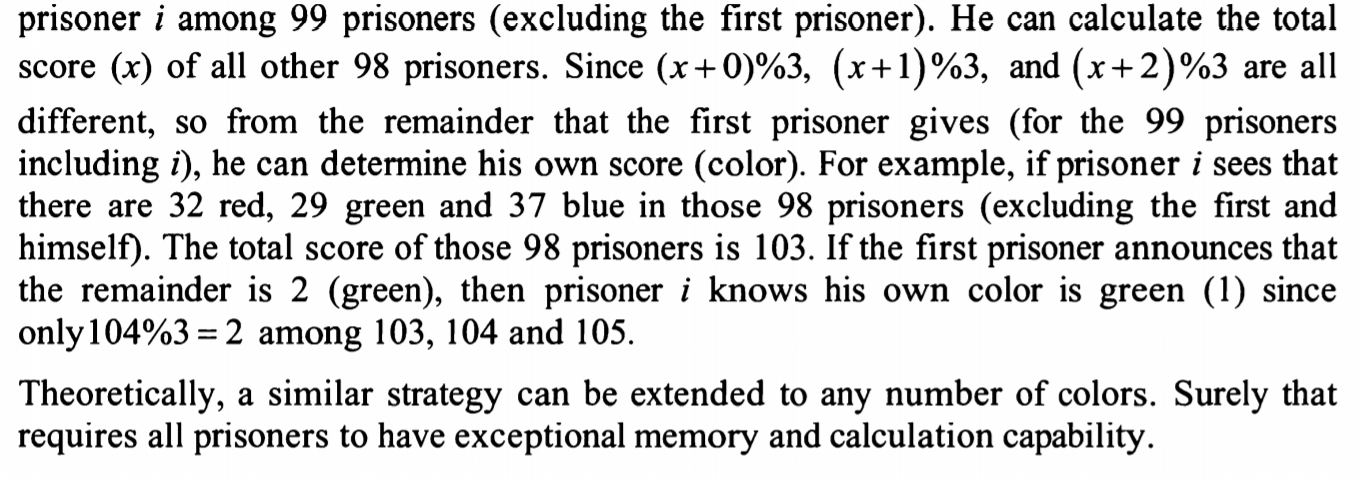 prisoner i among 99 prisoners (excluding the first prisoner). He can calculate the total
score (x) of all other 98 prisoners. Since (x+0)%3, (x+1)%3, and (x+2)%3 are all
different, so from the remainder that the first prisoner gives (for the 99 prisoners
including i), he can determine his own score (color). For example, if prisoner i sees that
there are 32 red, 29 green and 37 blue in those 98 prisoners (excluding the first and
himself). The total score of those 98 prisoners is 103. If the first prisoner announces that
the remainder is 2 (green), then prisoner i knows his own color is green (1) since
only104%3=2 among 103, 104 and 105.
Theoretically, a similar strategy can be extended to any number of colors. Surely that
requires all prisoners to have exceptional memory and calculation capability.